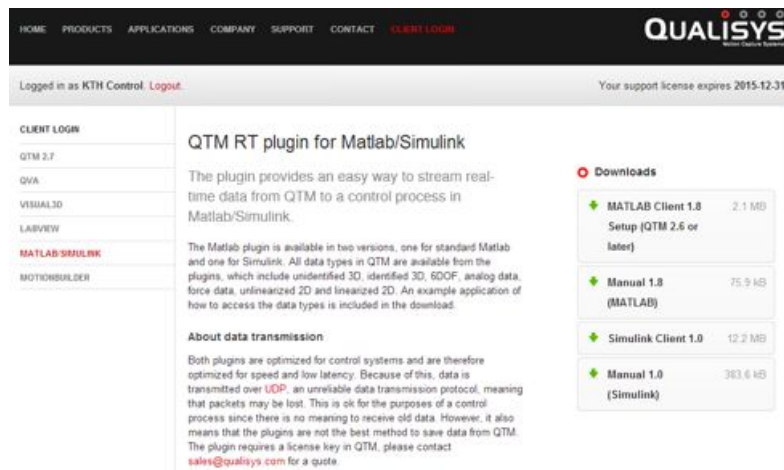 HOME PRODUCTS APPLICATIONS COMPANY SUPPORT CONTACT CLIENT LOGIN
QUALISYS
Motion Capture Systems
Logged in as KTH Control. Logout.
Your support license expires 2015-12-31
CLIENT LOGIN
QTM 2.7
QVA
VISUAL3D
LABVIEW
MATLAB/SIMULINK
MOTIONBUILDER
QTM RT plugin for Matlab/Simulink
The plugin provides an easy way to stream real-
time data from QTM to a control process in
Matlab/Simulink.
The Matlab plugin is available in two versions, one for standard Matlab
and one for Simulink. All data types in QTM are available from the
plugins, which include unidentified 3D, identified 3D, 6DOF, analog data,
force data, unlinearized 2D and linearized 2D. An example application of
how to access the data types is included in the download.
About data transmission
Both plugins are optimized for control systems and are therefore
optimized for speed and low latency. Because of this, data is
transmitted over UDP, an unreliable data transmission protocol, meaning
that packets may be lost. This is ok for the purposes of a control
process since there is no meaning to receive old data. However, it also
means that the plugins are not the best method to save data from QTM.
The plugin requires a license key in QTM, please contact
sales@qualisys.com for a quote.
Downloads
MATLAB Client 1.8 2.1 MB
Setup (QTM 2.6 or
later)
Manual 1.8 75.9 kB
(MATLAB)
Simulink Client 1.0 12.2 MB
Manual 1.0 383.6 kB
(Simulink)